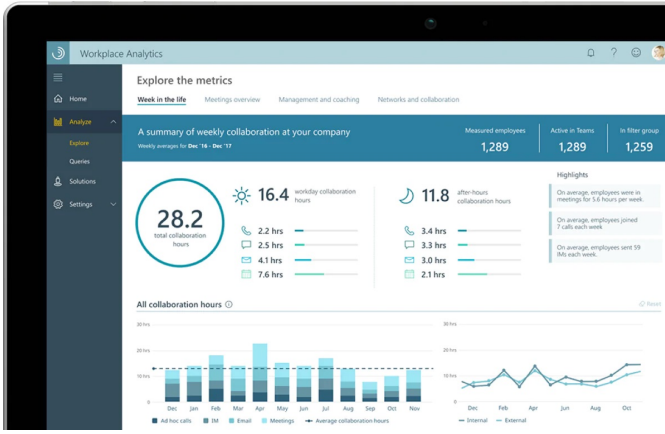 Workplace Analytics
?
Home
Analyze
Explore
Queries
Solutions
Settings
Explore the metrics
Week in the life
Meetings overview
Management and coaching
Networks and collaboration
A summary of weekly collaboration at your company
Weekly averages for Dec '16 - Dec '17
Measured employees
1,289
Active in Teams
1,289
In filter group
1,259
28.2
total collaboration
hours
16.4 workday collaboration
hours
2.2 hrs
2.5 hrs
4.1 hrs
7.6 hrs
11.8 after-hours
collaboration hours
3.4 hrs
3.3 hrs
3.0 hrs
2.1 hrs
Highlights
On average, employees were in
meetings for 5.6 hours per week.
On average, employees joined
7 calls each week
On average, employees sent 59
IMs each week.
All collaboration hours
Reset
30 hrs
20 hrs
10 hrs
Dec Jan Feb Mar Apr May Jun Jul Aug Sep Oct Nov
Ad hoc calls IM Email Meetings Average collaboration hours
30 hrs
20 hrs
10 hrs
Dec Feb Apr Jun Aug Oct
Internal External